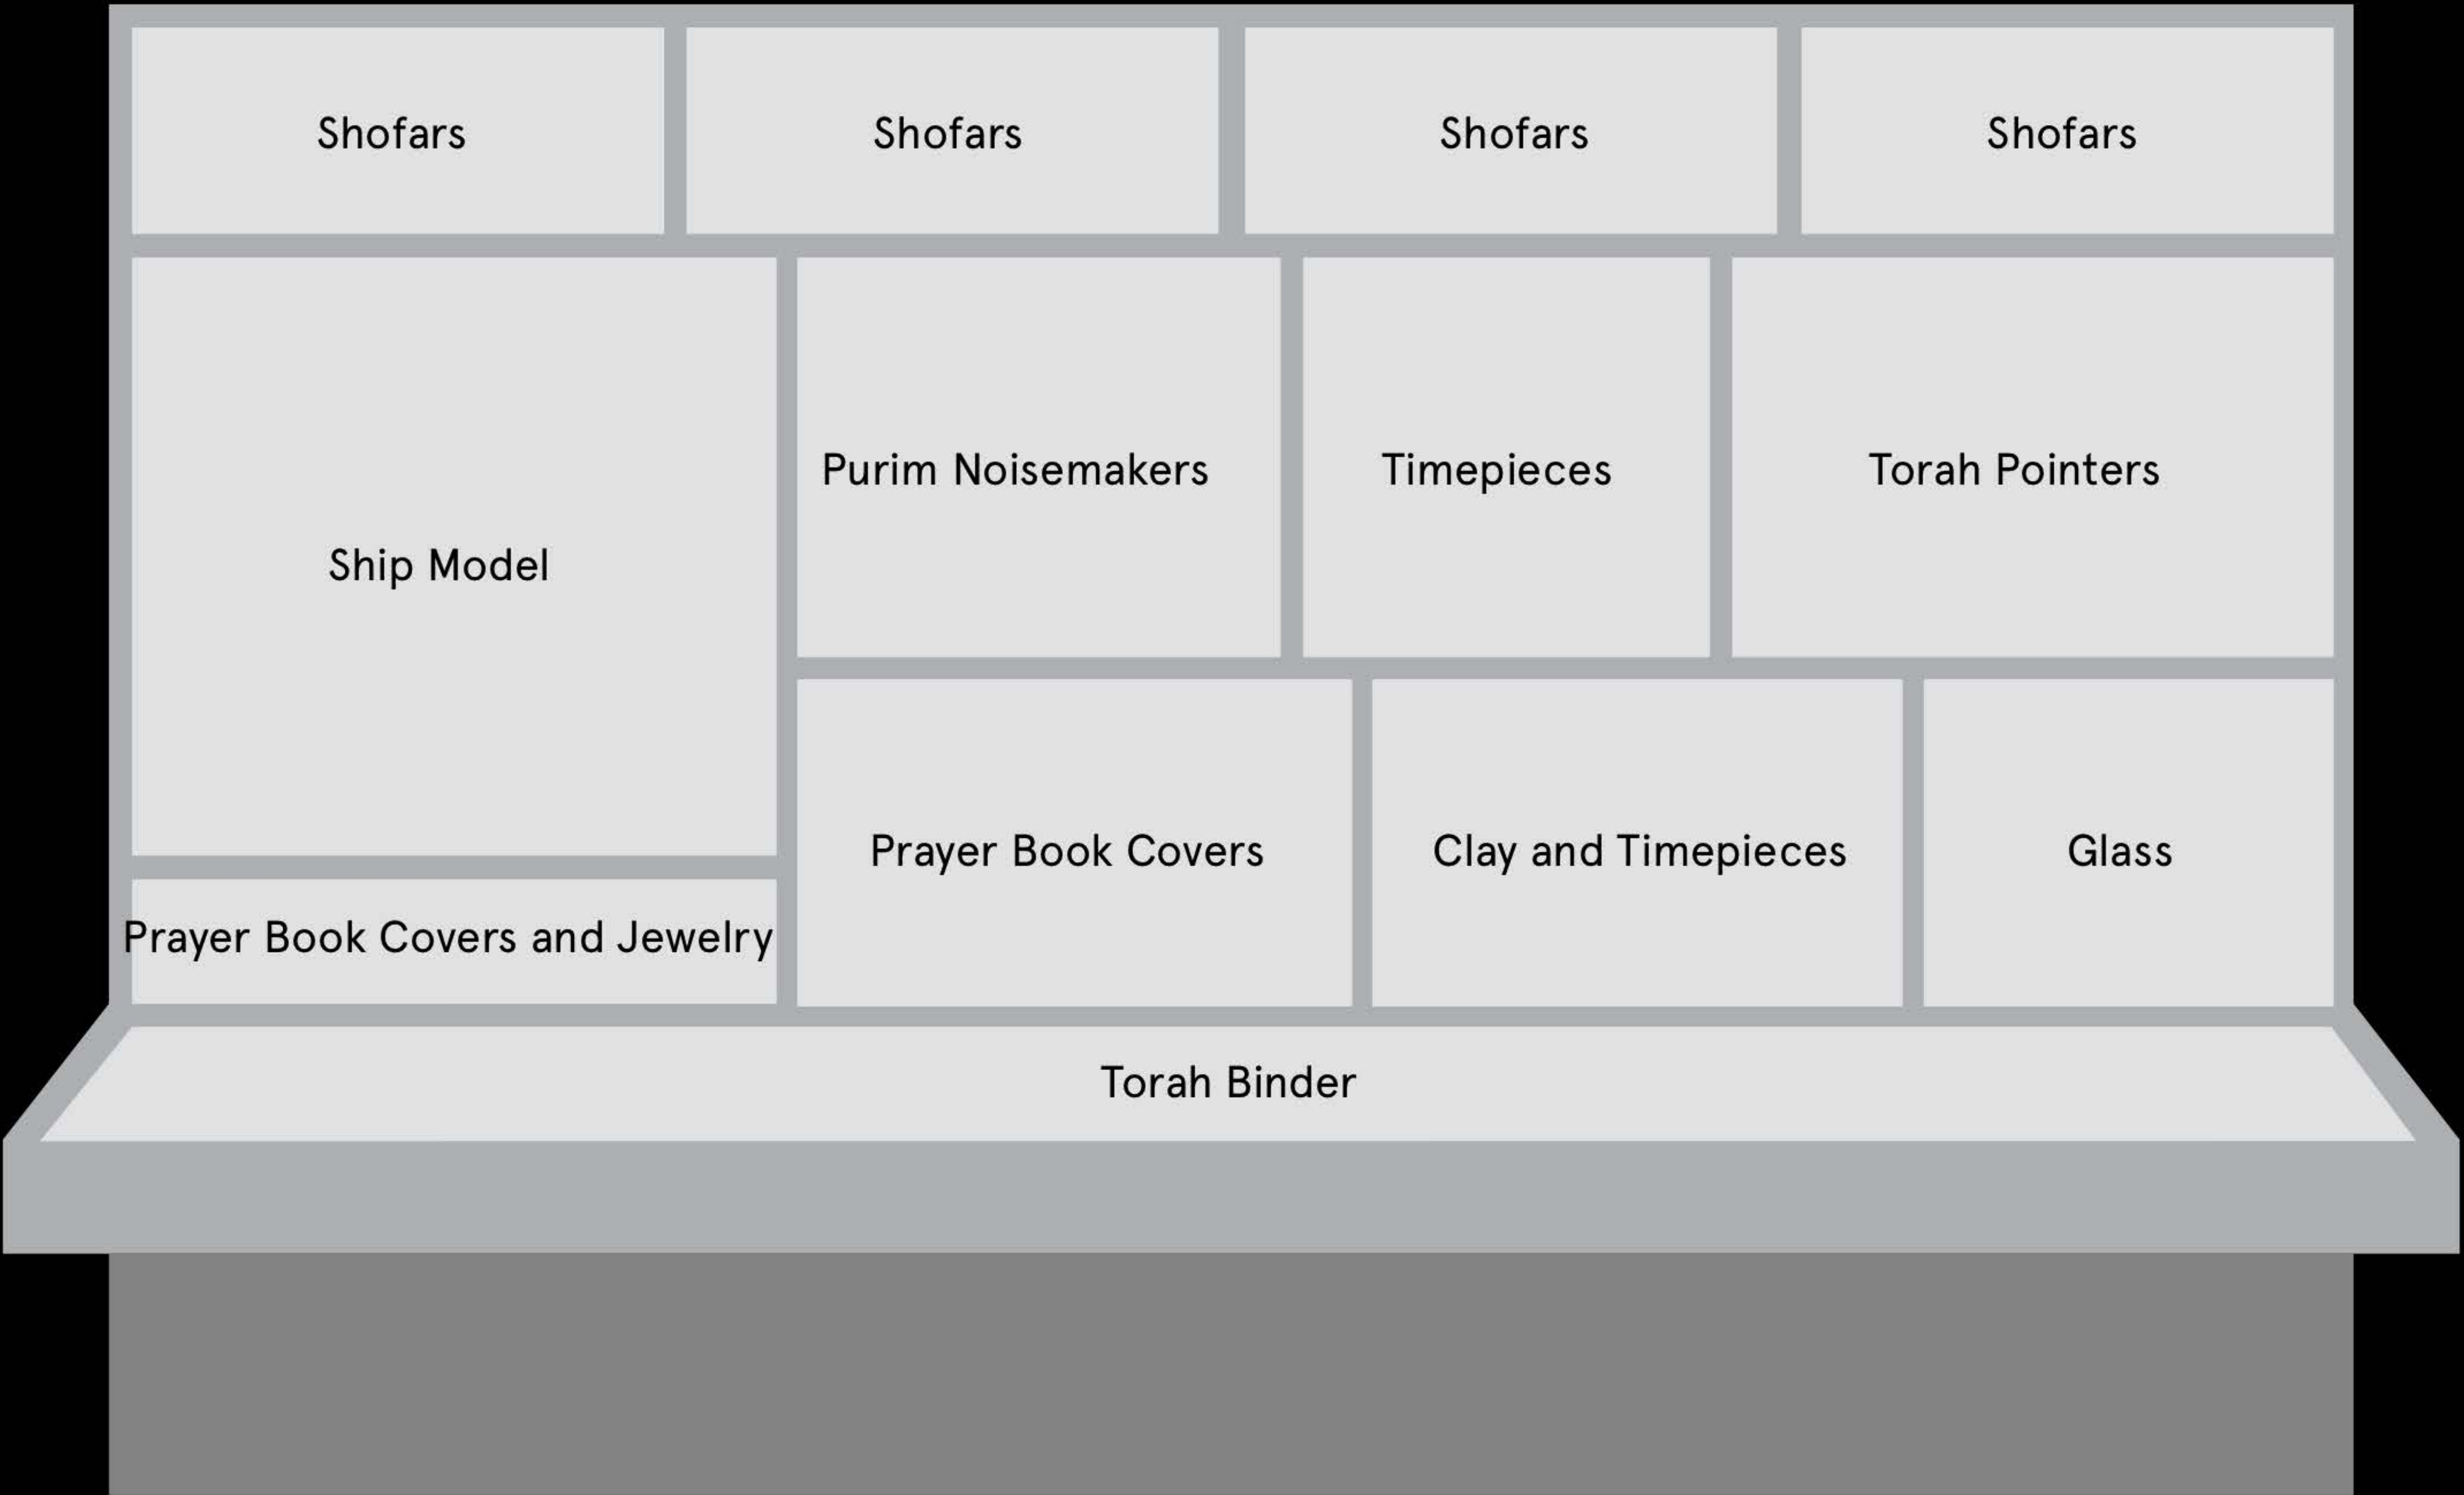 Shofars
Shofars
Shofars
Shofars
Ship Model
Purim Noisemakers
Timepieces
Torah Pointers
Prayer Book Covers
Clay and Timepieces
Glass
Prayer Book Covers and Jewelry
Torah Binder